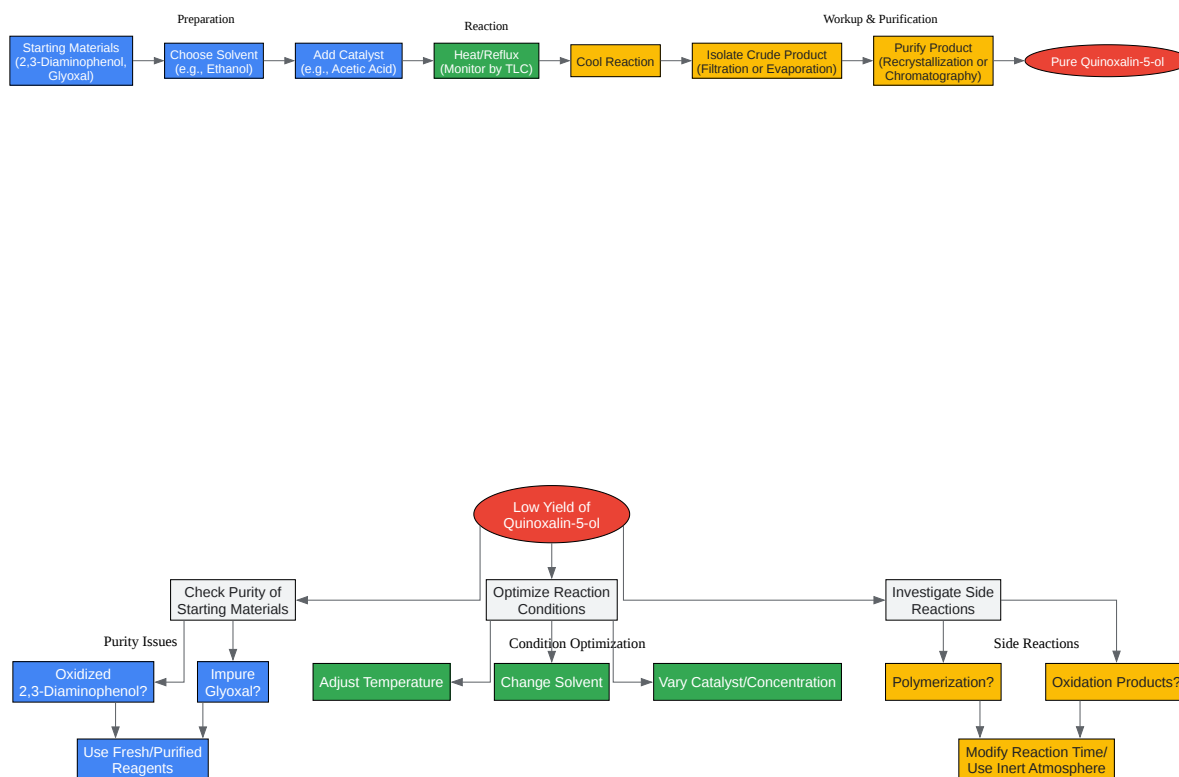 Preparation
Reaction
Workup & Purification
Starting Materials
(2,3-Diaminophenol,
Glyoxal)
Choose Solvent
(e.g., Ethanol)
Add Catalyst
(e.g., Acetic Acid)
Heat/Reflux
(Monitor by TLC)
Cool Reaction
Isolate Crude Product
(Filtration or Evaporation)
Purify Product
(Recrystallization or
Chromatography)
Pure Quinoxalin-5-ol
Low Yield of
Quinoxalin-5-ol
Check Purity of
Starting Materials
Optimize Reaction
Conditions
Investigate Side
Reactions
Purity Issues
Condition Optimization
Side Reactions
Oxidized
2,3-Diaminophenol?
Impure
Glyoxal?
Adjust Temperature
Change Solvent
Vary Catalyst/Concentration
Polymerization?
Oxidation Products?
Use Fresh/Purified
Reagents
Modify Reaction Time/
Use Inert Atmosphere